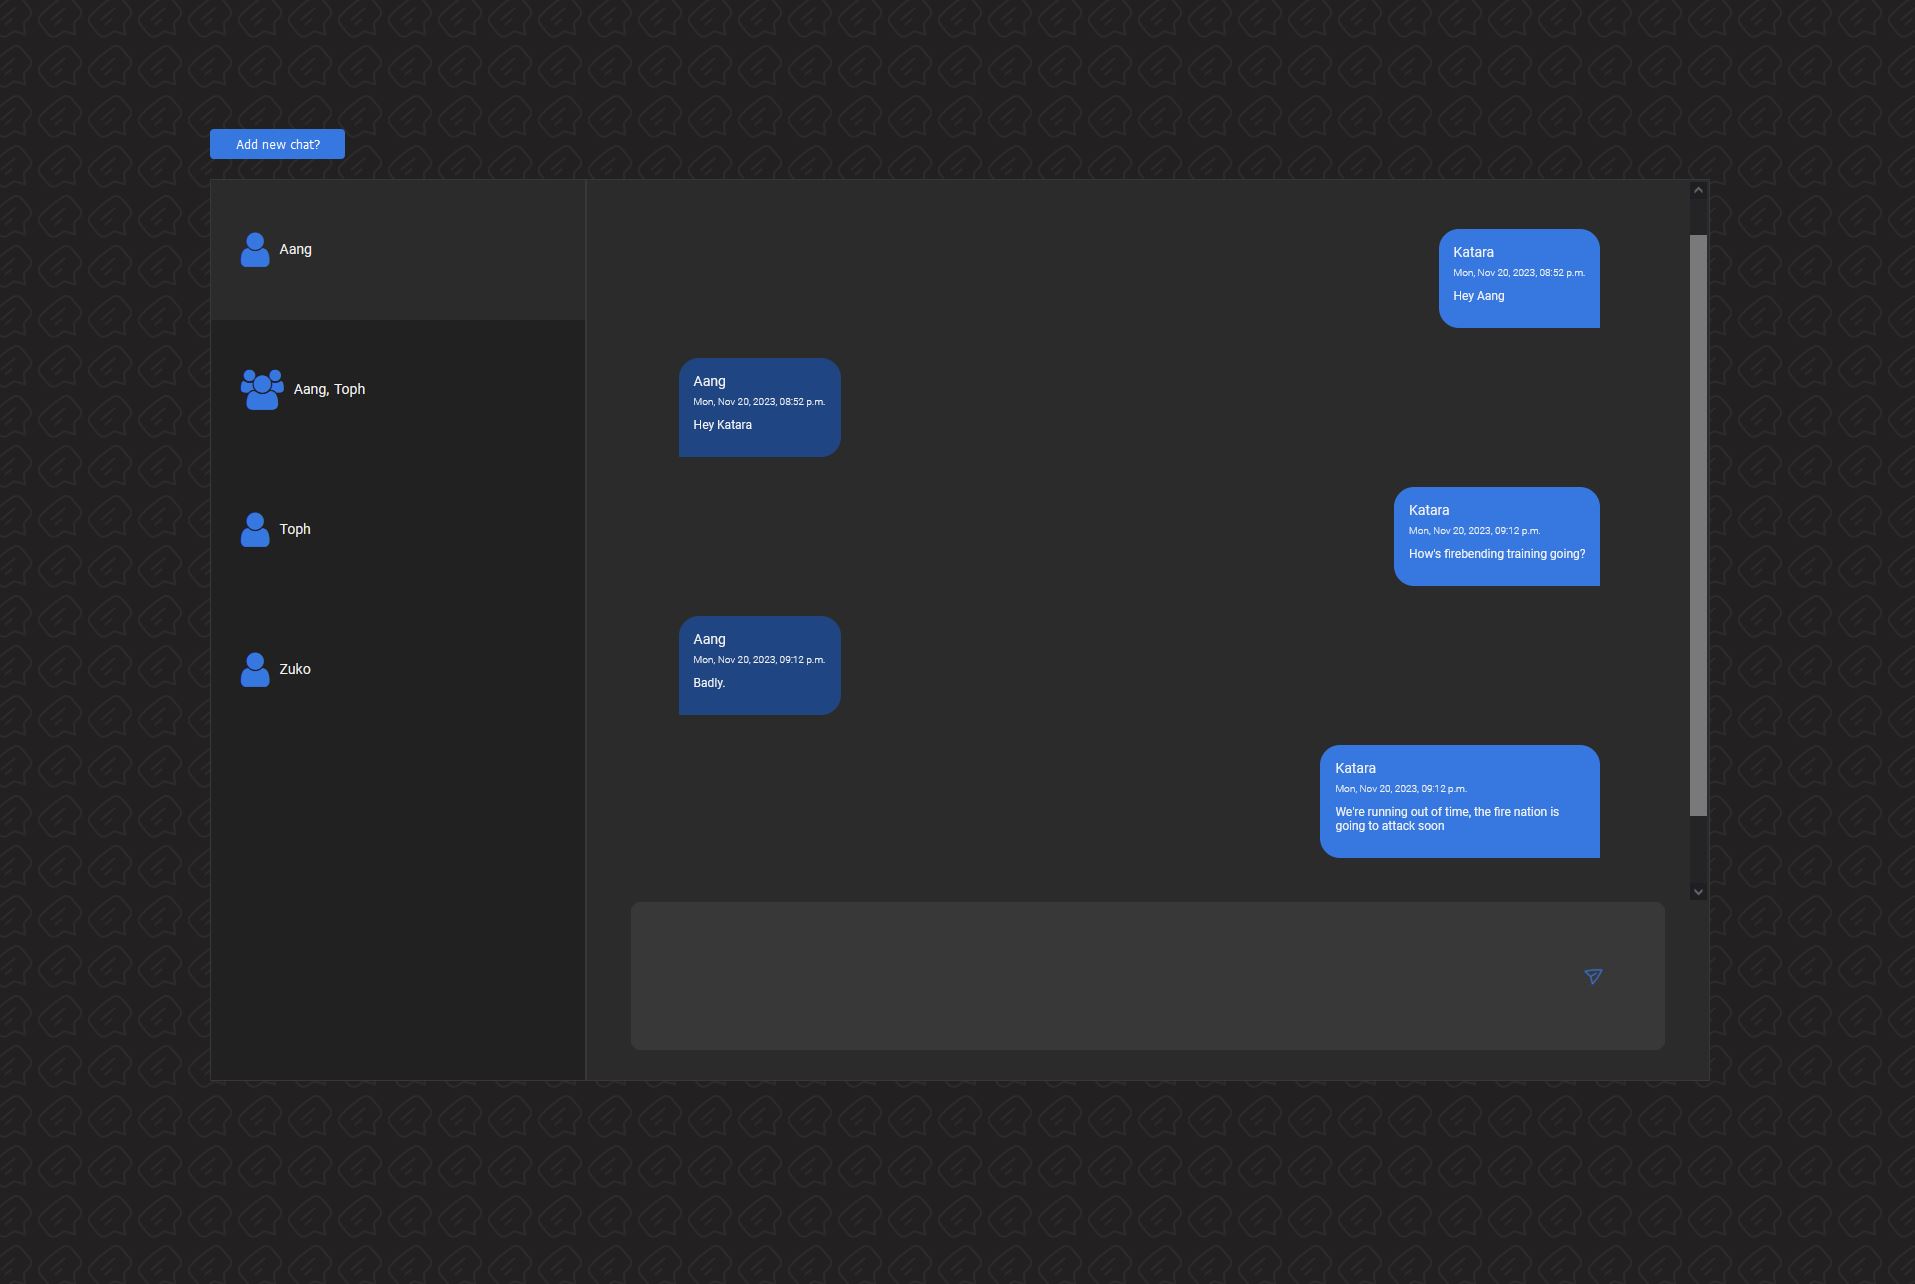 Add new chat?
Aang
Aang, Toph
Toph
Zuko
Katara
Mon, Nov 20, 2023, 08:52 p.m.
Hey Aang
Aang
Mon, Nov 20, 2023, 08:52 p.m.
Hey Katara
Katara
Mon, Nov 20, 2023, 09:12 p.m.
How's firebending training going?
Aang
Mon, Nov 20, 2023, 09:12 p.m.
Badly.
Katara
Mon, Nov 20, 2023, 09:12 p.m.
We're running out of time, the fire nation is
going to attack soon